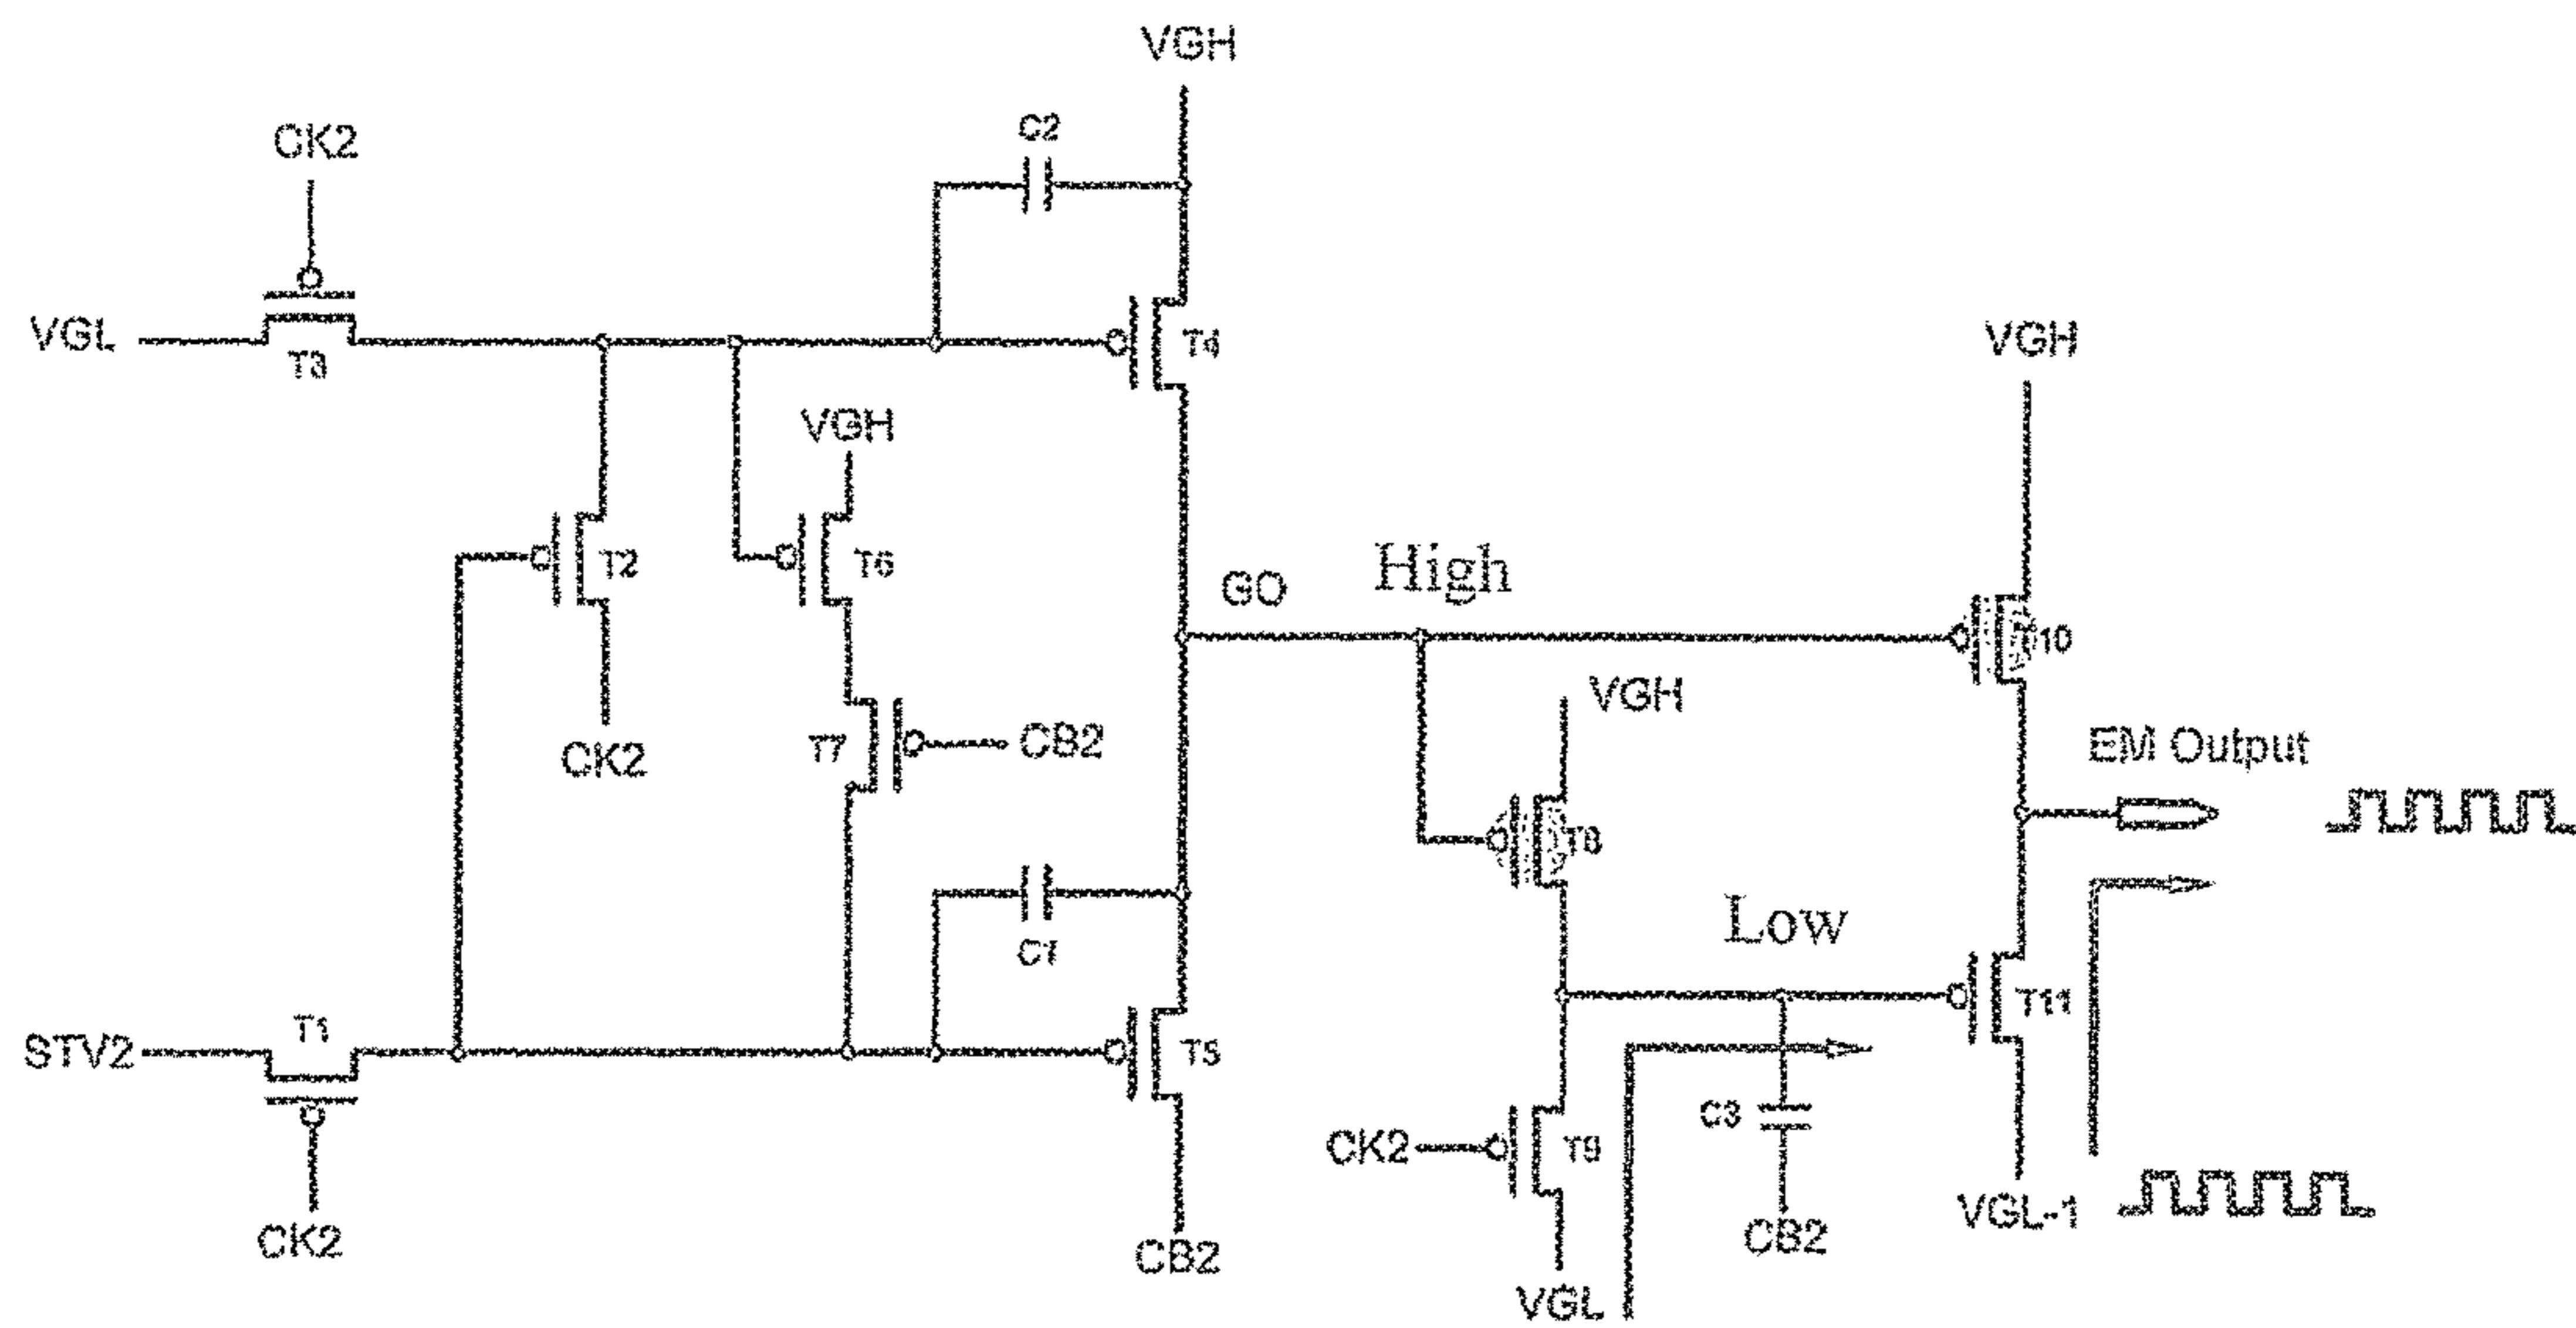 VGH
C2
CK2
VGL
T3
T4
VGH
VGH
T2
T6
GO
High
T10
CK2
T7
CB2
VGH
EM Output
T8
C1
Low
STV2
T1
T5
T11
CK2
T9
C3
CK2
CB2
VGL
CB2
VGL-1